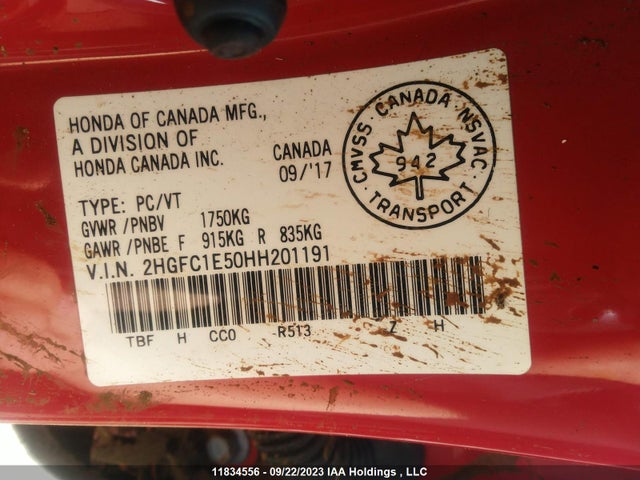 HONDA OF CANADA MFG.,
A DIVISION OF
HONDA CANADA INC.
CANADA
09/'17
CMVSS · CANADA · NSVAC
942
· TRANSPORT ·
TYPE: PC/VT
GVWR /PNBV 1750KG
GAWR /PNBE F 915KG R 835KG
V.I.N. 2HGFC1E50HH201191
TBF H CC0 R513 Z H
11834556 - 09/22/2023 IAA Holdings , LLC